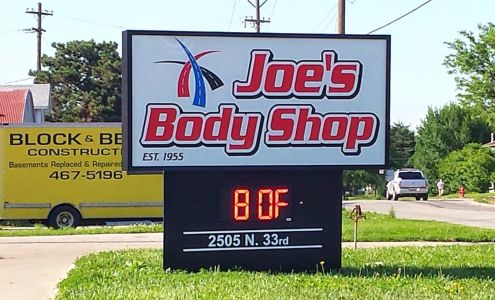 Joe's
Body Shop
EST. 1955
80F
2505 N. 33rd
BLOCK & BE
CONSTRUCT
Basements Replaced & Repaired
467-5196